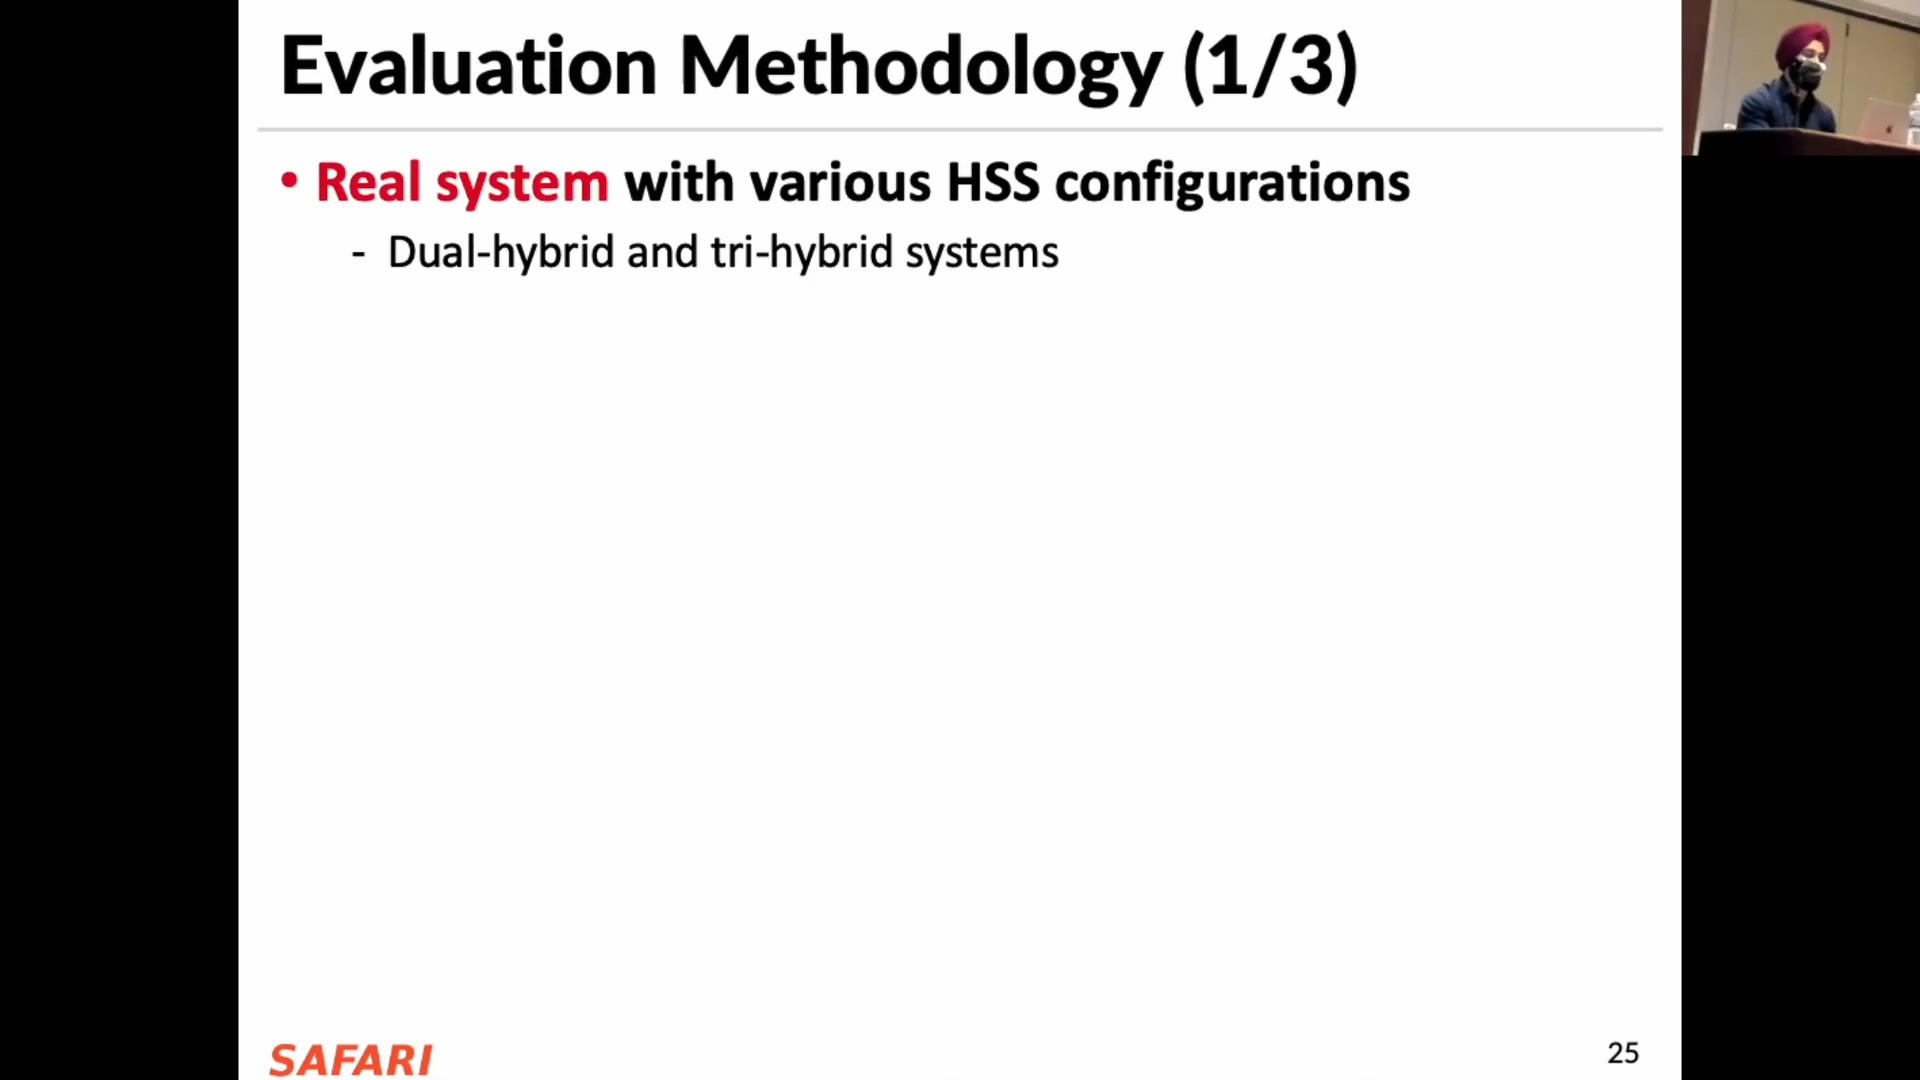 Evaluation Methodology (1/3)
• Real system with various HSS configurations
- Dual-hybrid and tri-hybrid systems
SAFARI
25